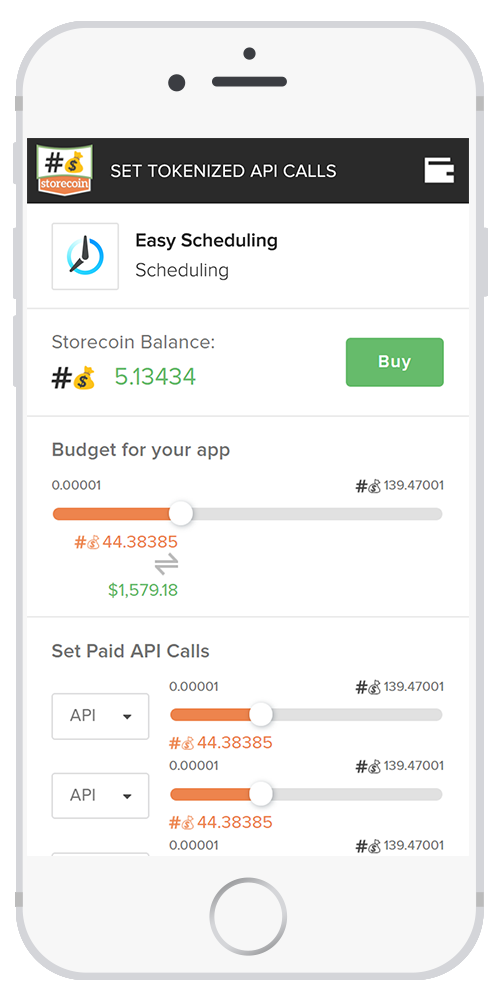 #💰
storecoin
SET TOKENIZED API CALLS
Easy Scheduling
Scheduling
Storecoin Balance:
#💰 5.13434
Buy
Budget for your app
0.00001 #💰139.47001
#💰44.38385
⇌
$1,579.18
Set Paid API Calls
0.00001 #💰139.47001
API
#💰44.38385
0.00001 #💰139.47001
API
#💰44.38385
0.00001 #💰139.47001